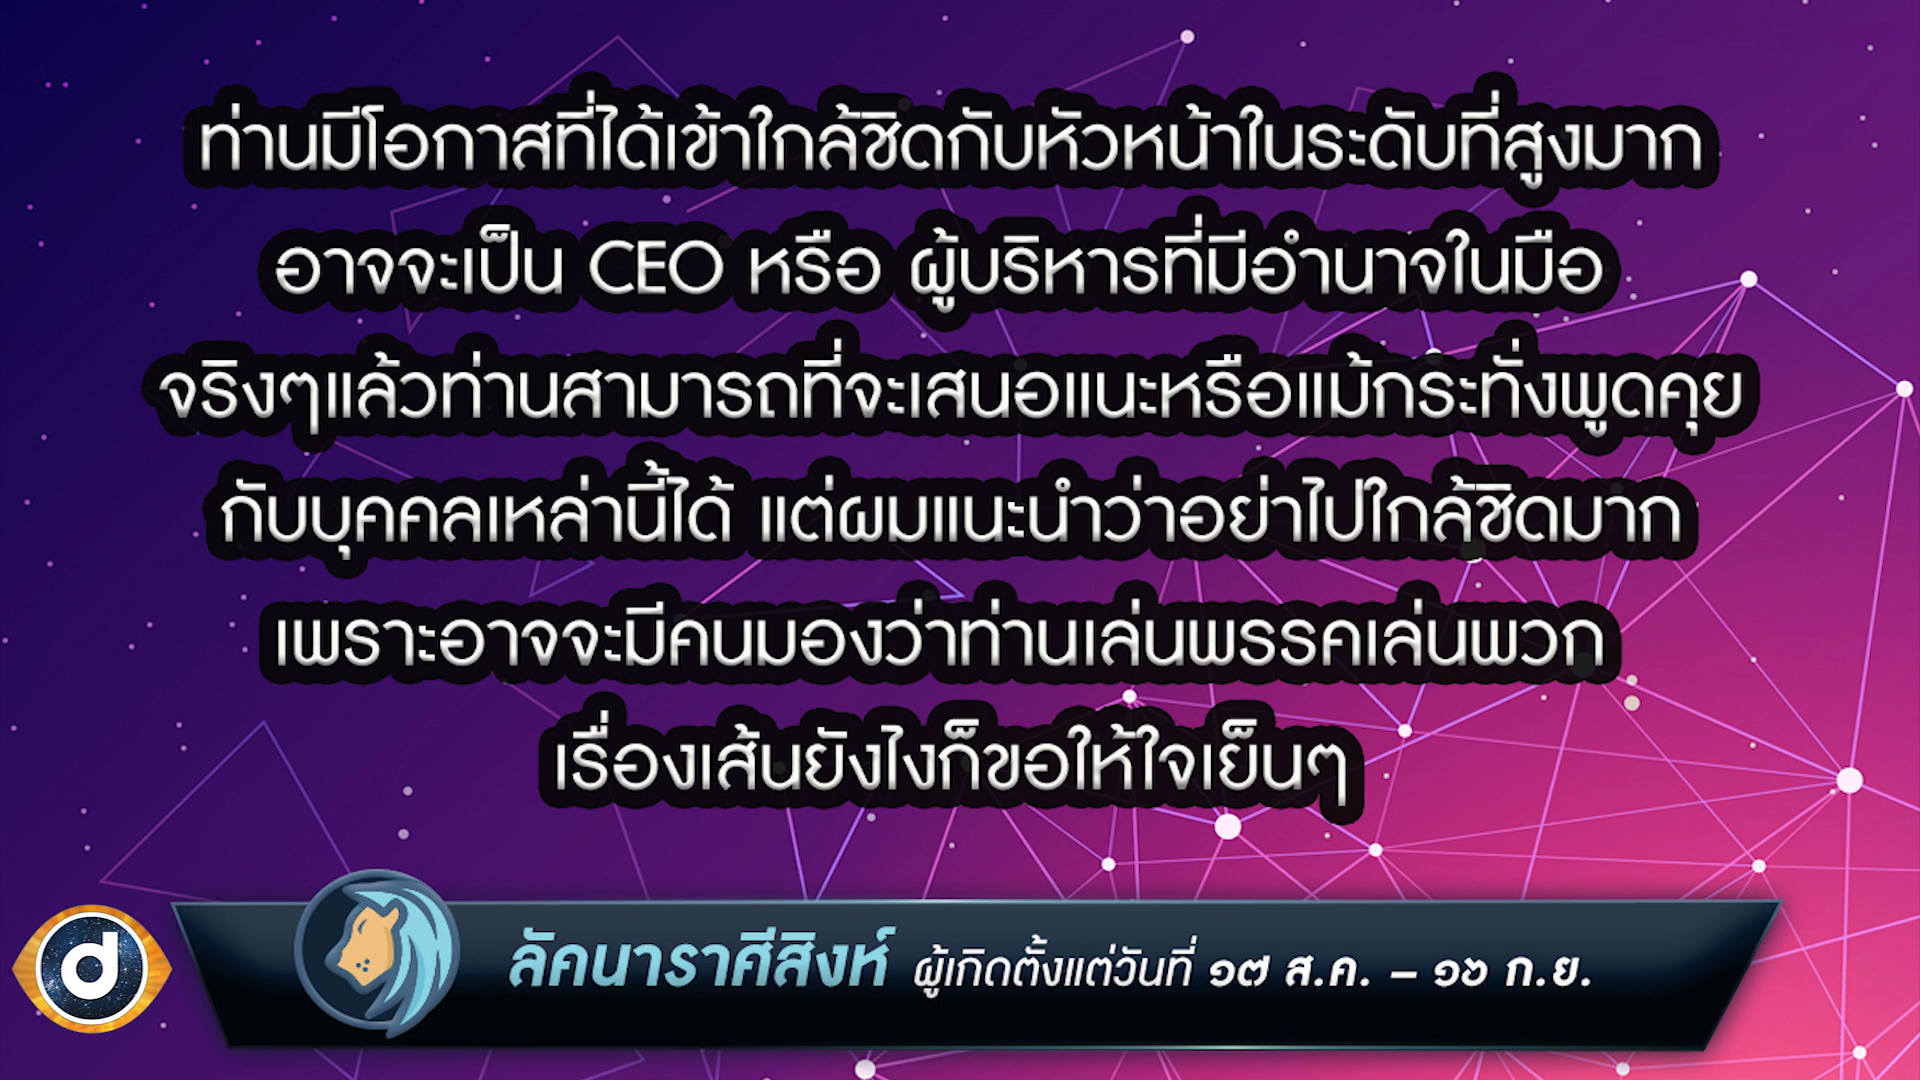 ท่านมีโอกาสที่ได้เข้าใกล้ชิดกับหัวหน้าในระดับที่สูงมาก
อาจจะเป็น CEO หรือ ผู้บริหารที่มีอำนาจในมือ
จริงๆแล้วท่านสามารถที่จะเสนอแนะหรือแม้กระทั่งพูดคุย
กับบุคคลเหล่านี้ได้ แต่ผมแนะนำว่าอย่าไปใกล้ชิดมาก
เพราะอาจจะมีคนมองว่าท่านเล่นพรรคเล่นพวก
เรื่องเส้นยังไงก็ขอให้ใจเย็นๆ
d
ลัคนาราศีสิงห์ ผู้เกิดตั้งแต่วันที่ ๑๗ ส.ค. – ๑๖ ก.ย.